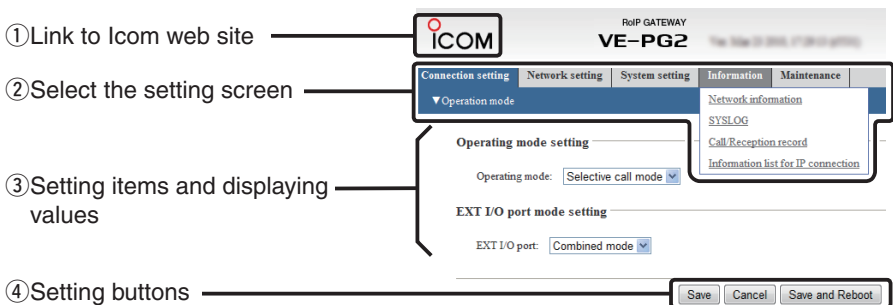 ①Link to Icom web site
ICOM
RoIP GATEWAY
VE-PG2
②Select the setting screen
Connection setting Network setting System setting Information Maintenance
▼Operation mode
Network information
SYSLOG
Call/Reception record
Information list for IP connection
③Setting items and displaying values
Operating mode setting
Operating mode: Selective call mode
EXT I/O port mode setting
EXT I/O port: Combined mode
④Setting buttons
Save Cancel Save and Reboot